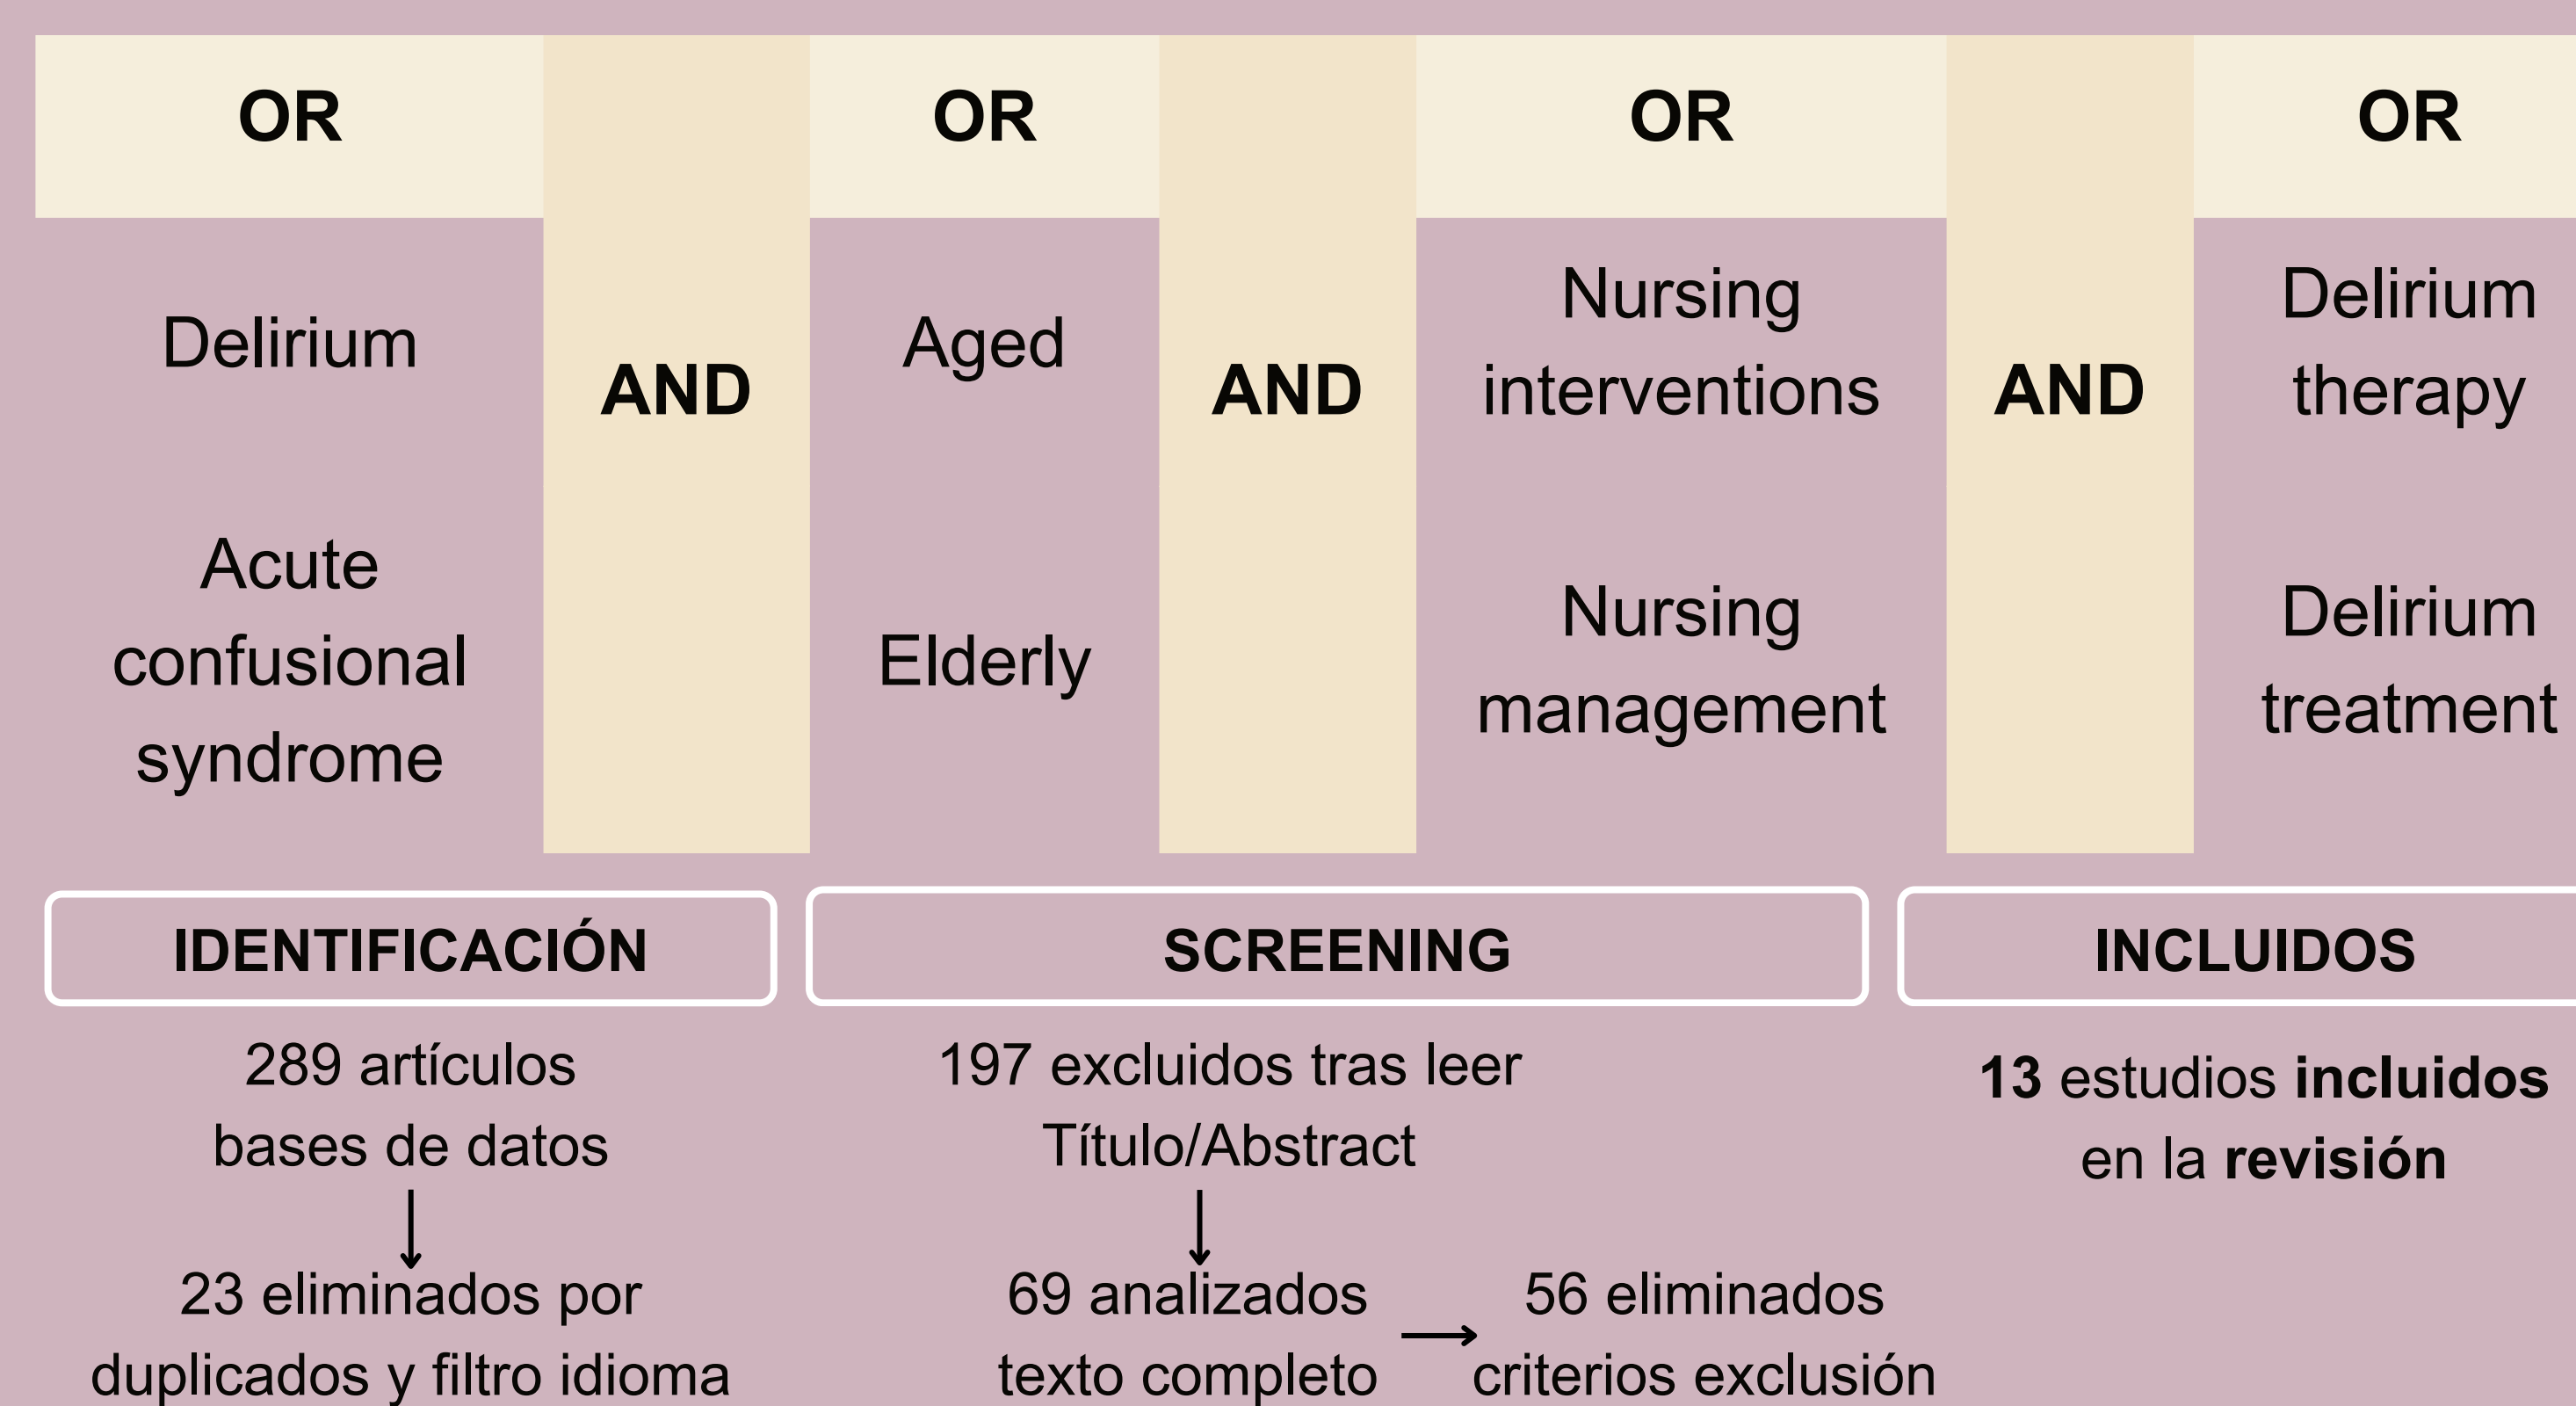 OR
OR
OR
OR
Delirium
AND
Aged
AND
Nursing
interventions
AND
Delirium
therapy
Acute
confusional
syndrome
Elderly
Nursing
management
Delirium
treatment
IDENTIFICACIÓN
289 artículos
bases de datos
23 eliminados por
duplicados y filtro idioma
SCREENING
197 excluidos tras leer
Título/Abstract
69 analizados
texto completo
56 eliminados
criterios exclusión
INCLUIDOS
13 estudios incluidos
en la revisión